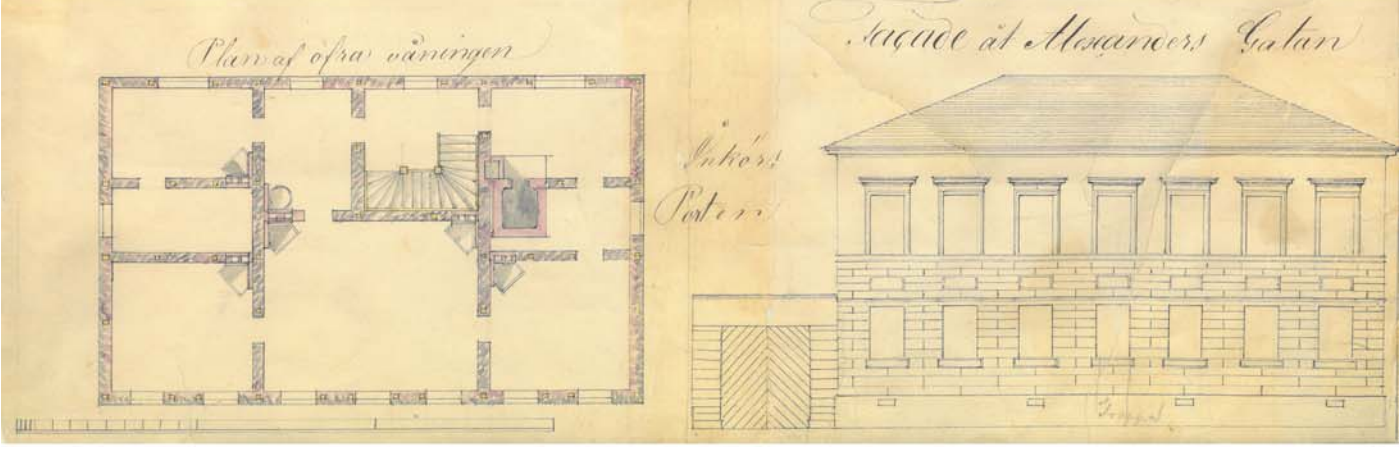 Plan af öfra våningen
Façade åt Alexanders Gatan
Inkörs
Porten